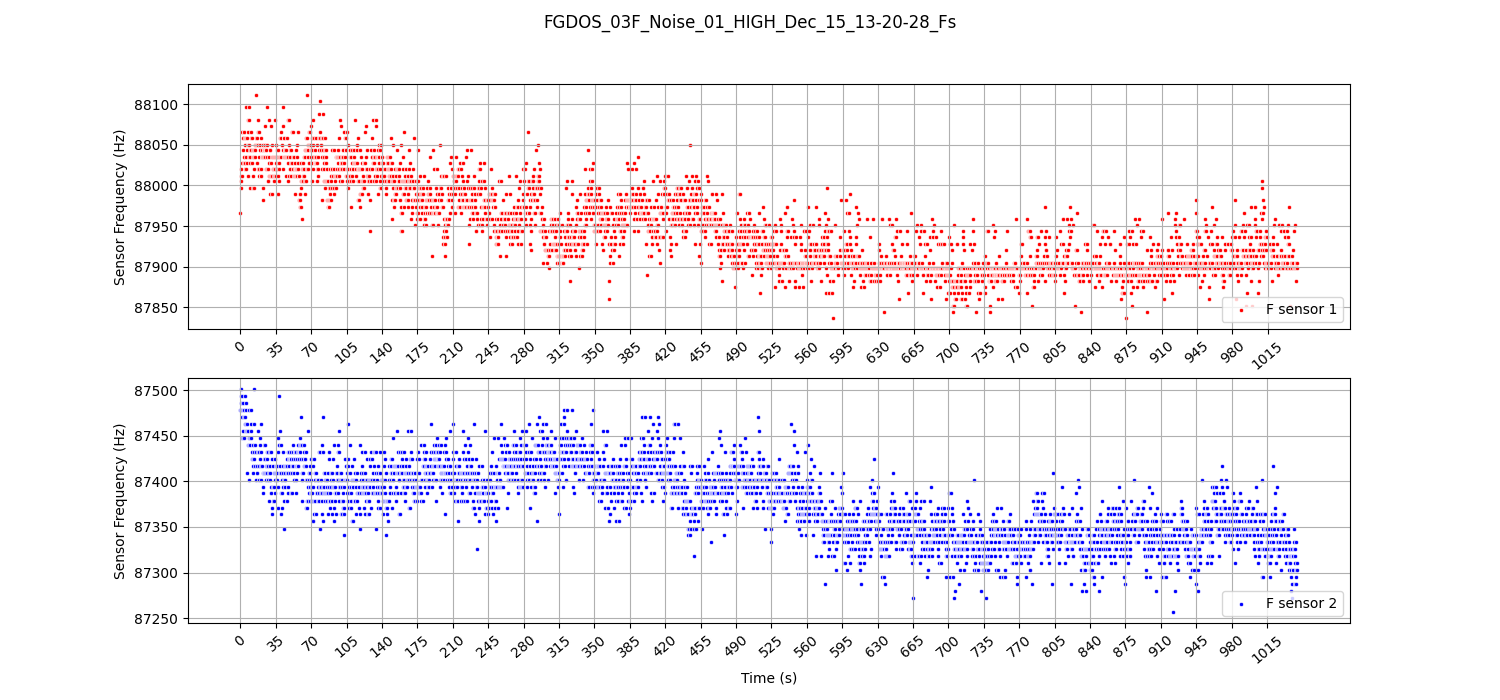 FGDOS_03F_Noise_01_HIGH_Dec_15_13-20-28_Fs
Sensor Frequency (Hz)
88100
88050
88000
87950
87900
87850
F sensor 1
0 35 70 105 140 175 210 245 280 315 350 385 420 455 490 525 560 595 630 665 700 735 770 805 840 875 910 945 980 1015
Sensor Frequency (Hz)
87500
87450
87400
87350
87300
87250
F sensor 2
0 35 70 105 140 175 210 245 280 315 350 385 420 455 490 525 560 595 630 665 700 735 770 805 840 875 910 945 980 1015
Time (s)